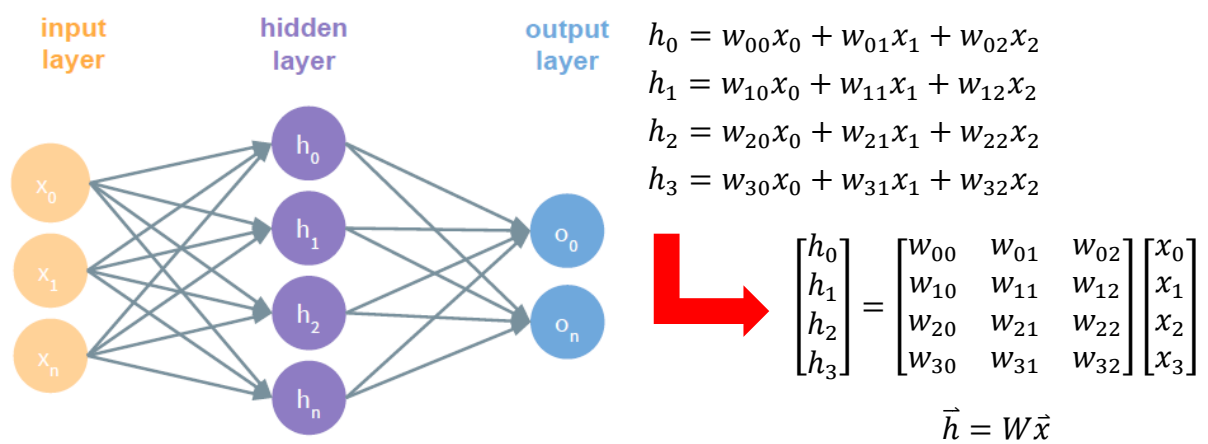 input layer
hidden layer
output layer
x₀
x₁
xₙ
h₀
h₁
h₂
hₙ
o₀
oₙ
h₀ = w₀₀x₀ + w₀₁x₁ + w₀₂x₂
h₁ = w₁₀x₀ + w₁₁x₁ + w₁₂x₂
h₂ = w₂₀x₀ + w₂₁x₁ + w₂₂x₂
h₃ = w₃₀x₀ + w₃₁x₁ + w₃₂x₂
[h₀] [w₀₀ w₀₁ w₀₂] [x₀]
[h₁] = [w₁₀ w₁₁ w₁₂] [x₁]
[h₂] [w₂₀ w₂₁ w₂₂] [x₂]
[h₃] [w₃₀ w₃₁ w₃₂] [x₃]
h⃗ = Wx⃗